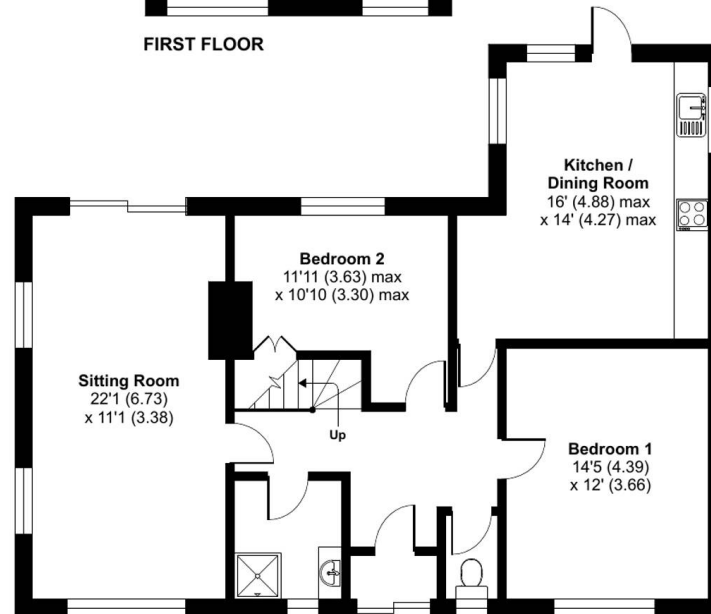 FIRST FLOOR
Kitchen /
Dining Room
16' (4.88) max
x 14' (4.27) max
Bedroom 2
11'11 (3.63) max
x 10'10 (3.30) max
Sitting Room
22'1 (6.73)
x 11'1 (3.38)
Up
Bedroom 1
14'5 (4.39)
x 12' (3.66)